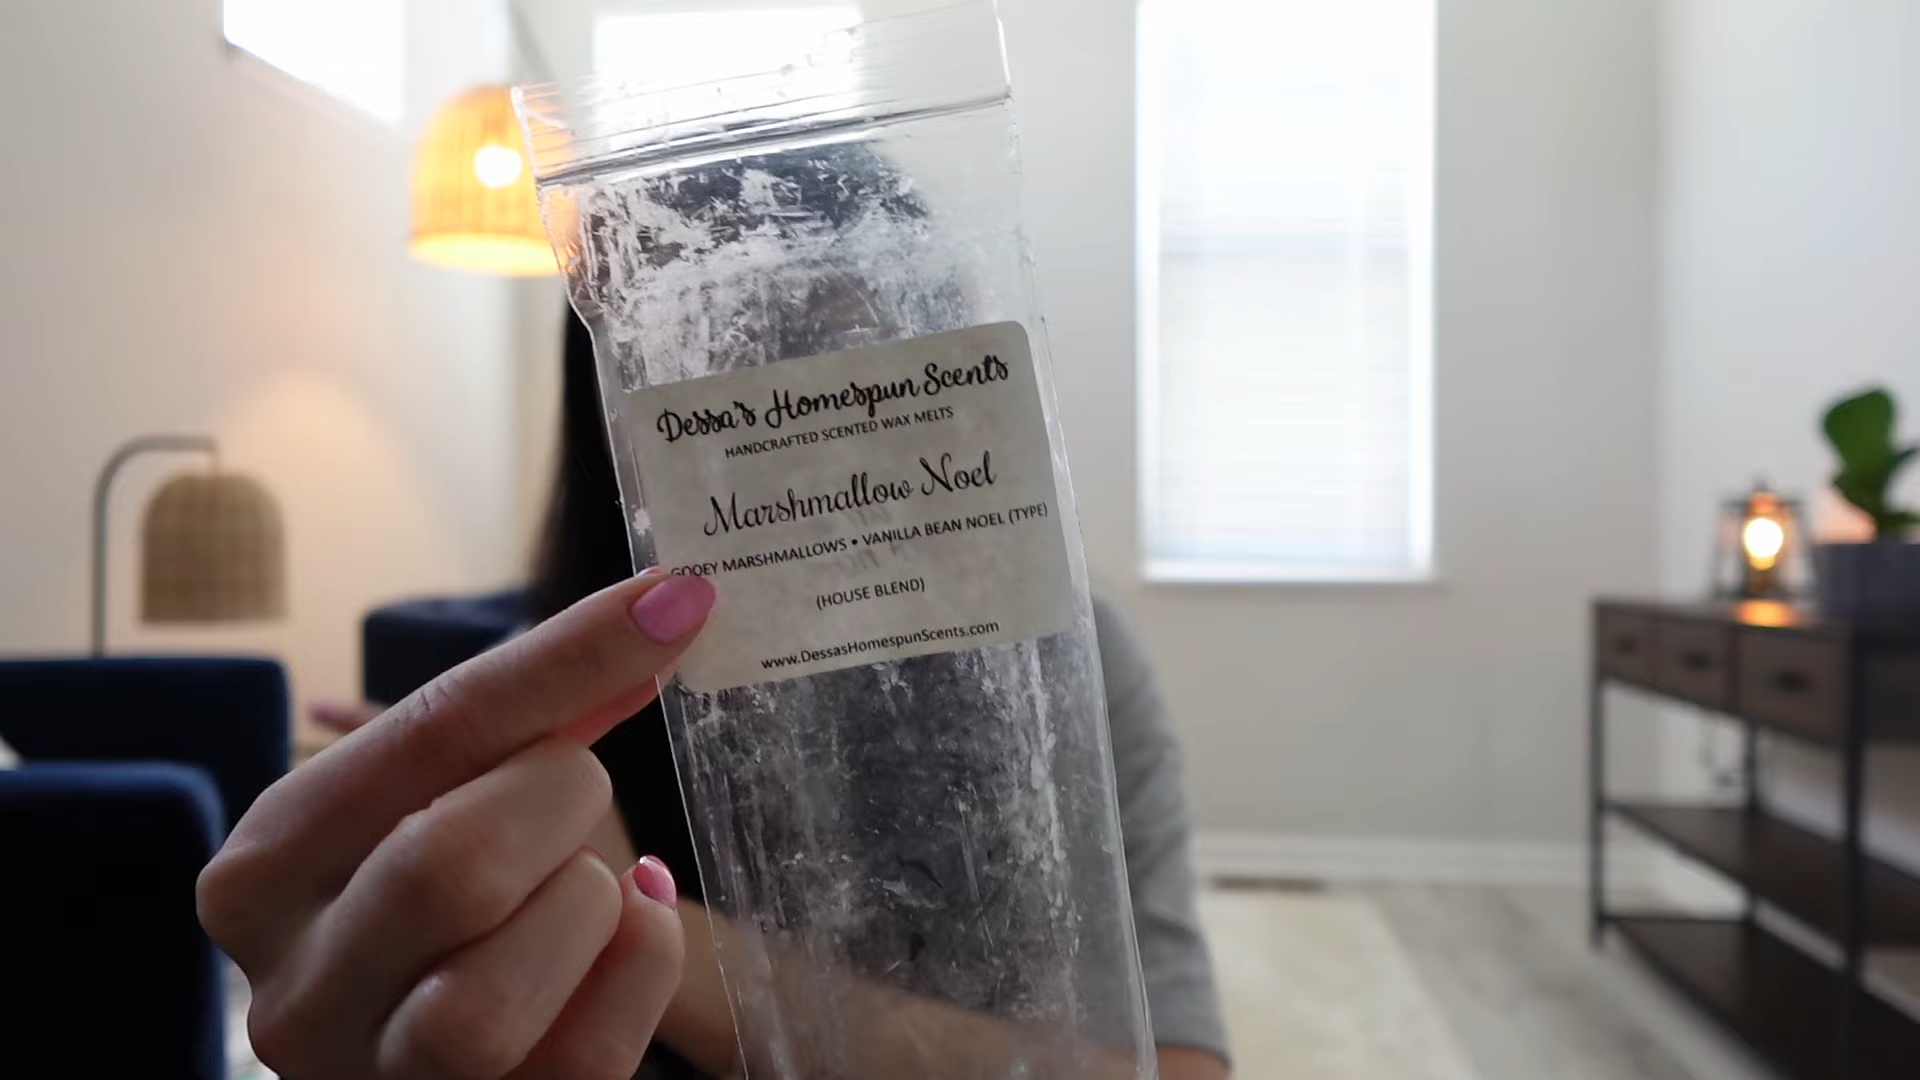 Dessa's Homespun Scents
HANDCRAFTED SCENTED WAX MELTS
Marshmallow Noel
GOOEY MARSHMALLOWS • VANILLA BEAN NOEL (TYPE)
(HOUSE BLEND)
www.DessasHomespunScents.com